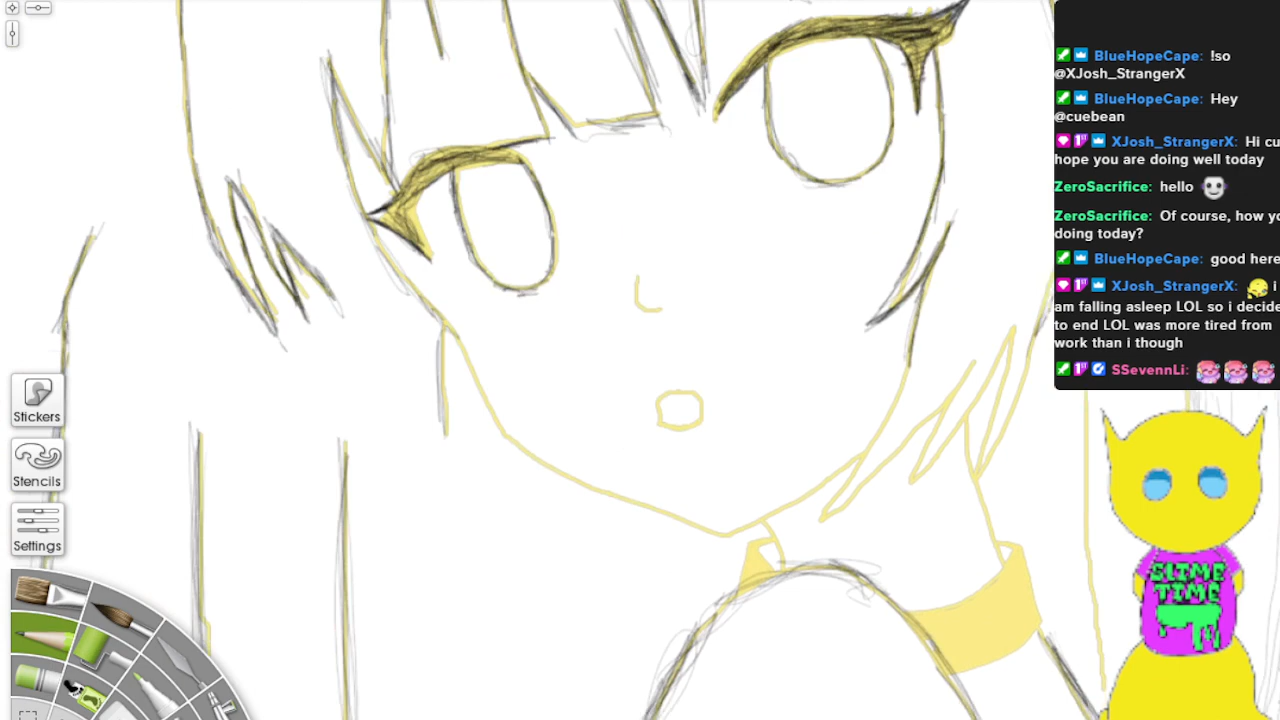 BlueHopeCape: !so
@XJosh_StrangerX
BlueHopeCape: Hey
@cuebean
XJosh_StrangerX: Hi cu
hope you are doing well today
ZeroSacrifice: hello
ZeroSacrifice: Of course, how yo
doing today?
BlueHopeCape: good here
XJosh_StrangerX: i
am falling asleep LOL so i decide
to end LOL was more tired from
work than i though
SSevennLi:
Stickers
Stencils
Settings
SLIME
TIME